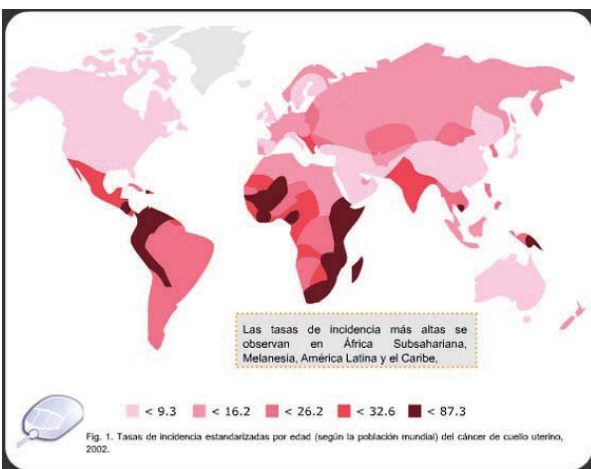 Las tasas de incidencia más altas se
observan en África Subsahariana,
Melanesia, América Latina y el Caribe,
< 9.3 < 16.2 < 26.2 < 32.6 < 87.3
Fig. 1. Tasas de incidencia estandarizadas por edad (según la población mundial) del cáncer de cuello uterino,
2002.